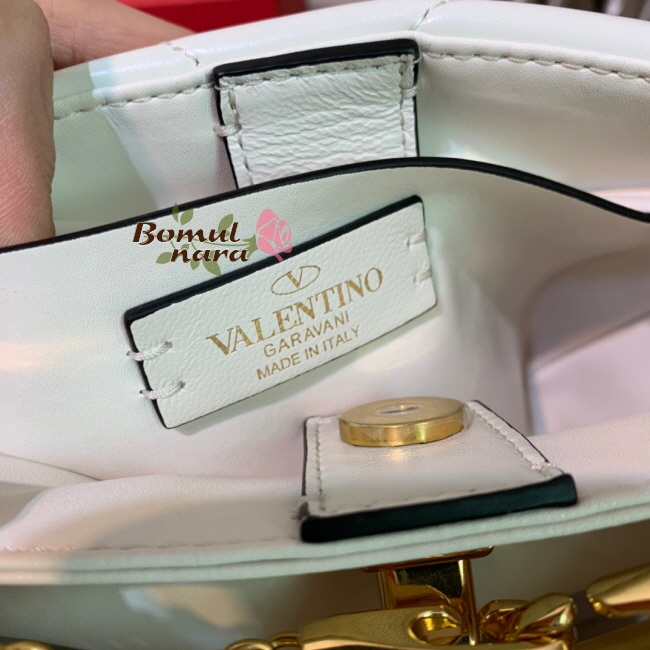 Bomul
nara
V
VALENTINO
GARAVANI
MADE IN ITALY